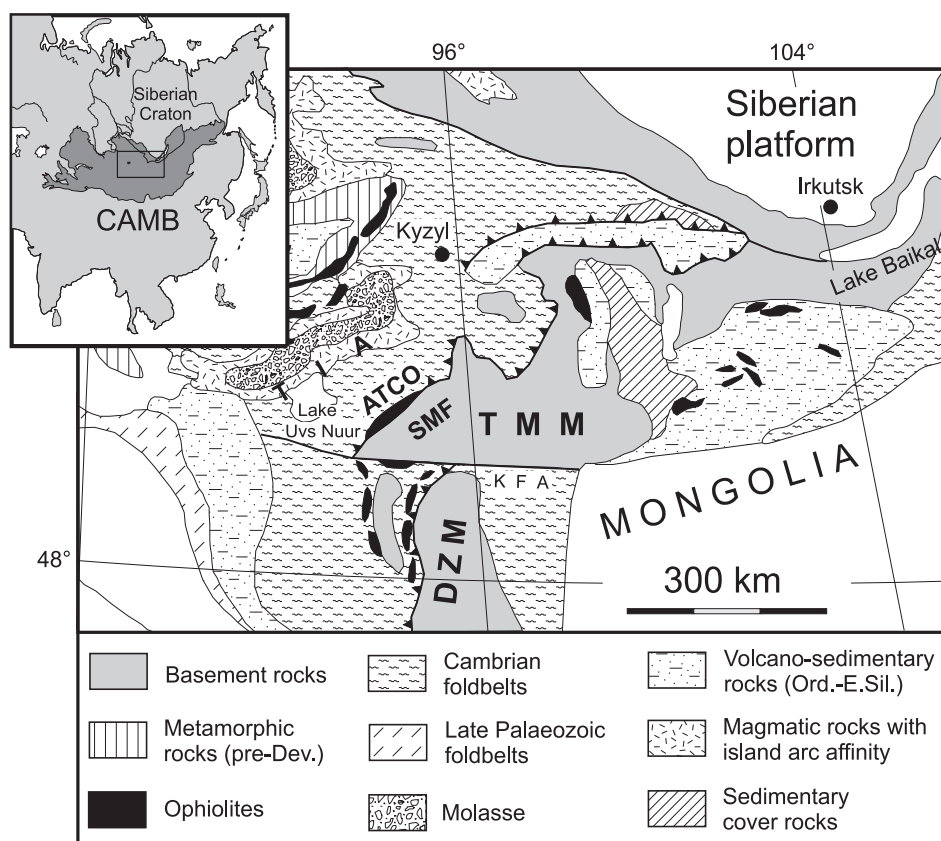 Siberian
Craton
CAMB
96°
104°
Siberian
platform
Irkutsk
Kyzyl
Lake Baikal
T I A
ATCO
Lake
Uvs Nuur
SMF
T M M
K F A
MONGOLIA
DZM
48°
300 km
Basement rocks
Cambrian
foldbelts
Volcano-sedimentary
rocks (Ord.-E.Sil.)
Metamorphic
rocks (pre-Dev.)
Late Palaeozoic
foldbelts
Magmatic rocks with
island arc affinity
Ophiolites
Molasse
Sedimentary
cover rocks